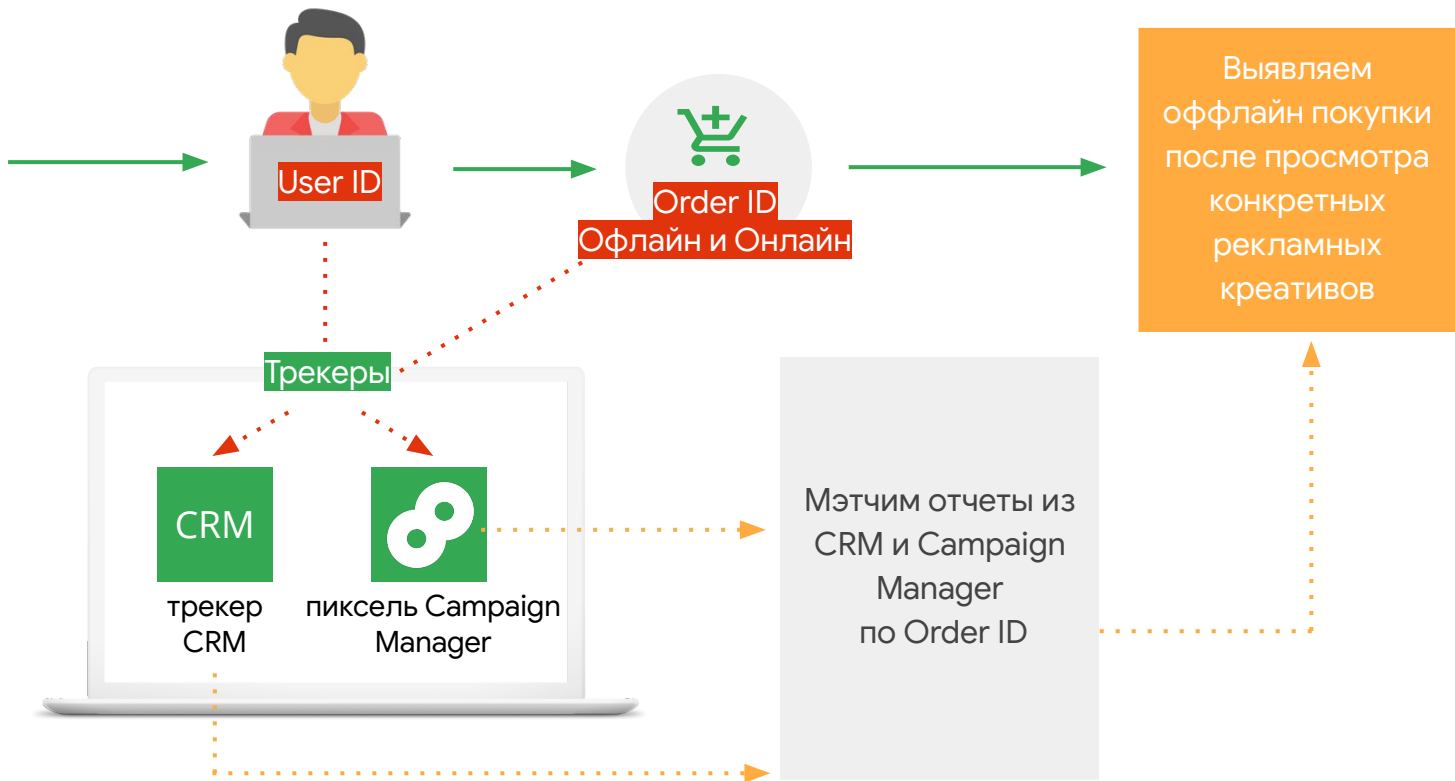 User ID
Order ID
Офлайн и Онлайн
Выявляем
оффлайн покупки
после просмотра
конкретных
рекламных
креативов
Трекеры
CRM
трекер
CRM
пиксель Campaign
Manager
Мэтчим отчеты из
CRM и Campaign
Manager
по Order ID